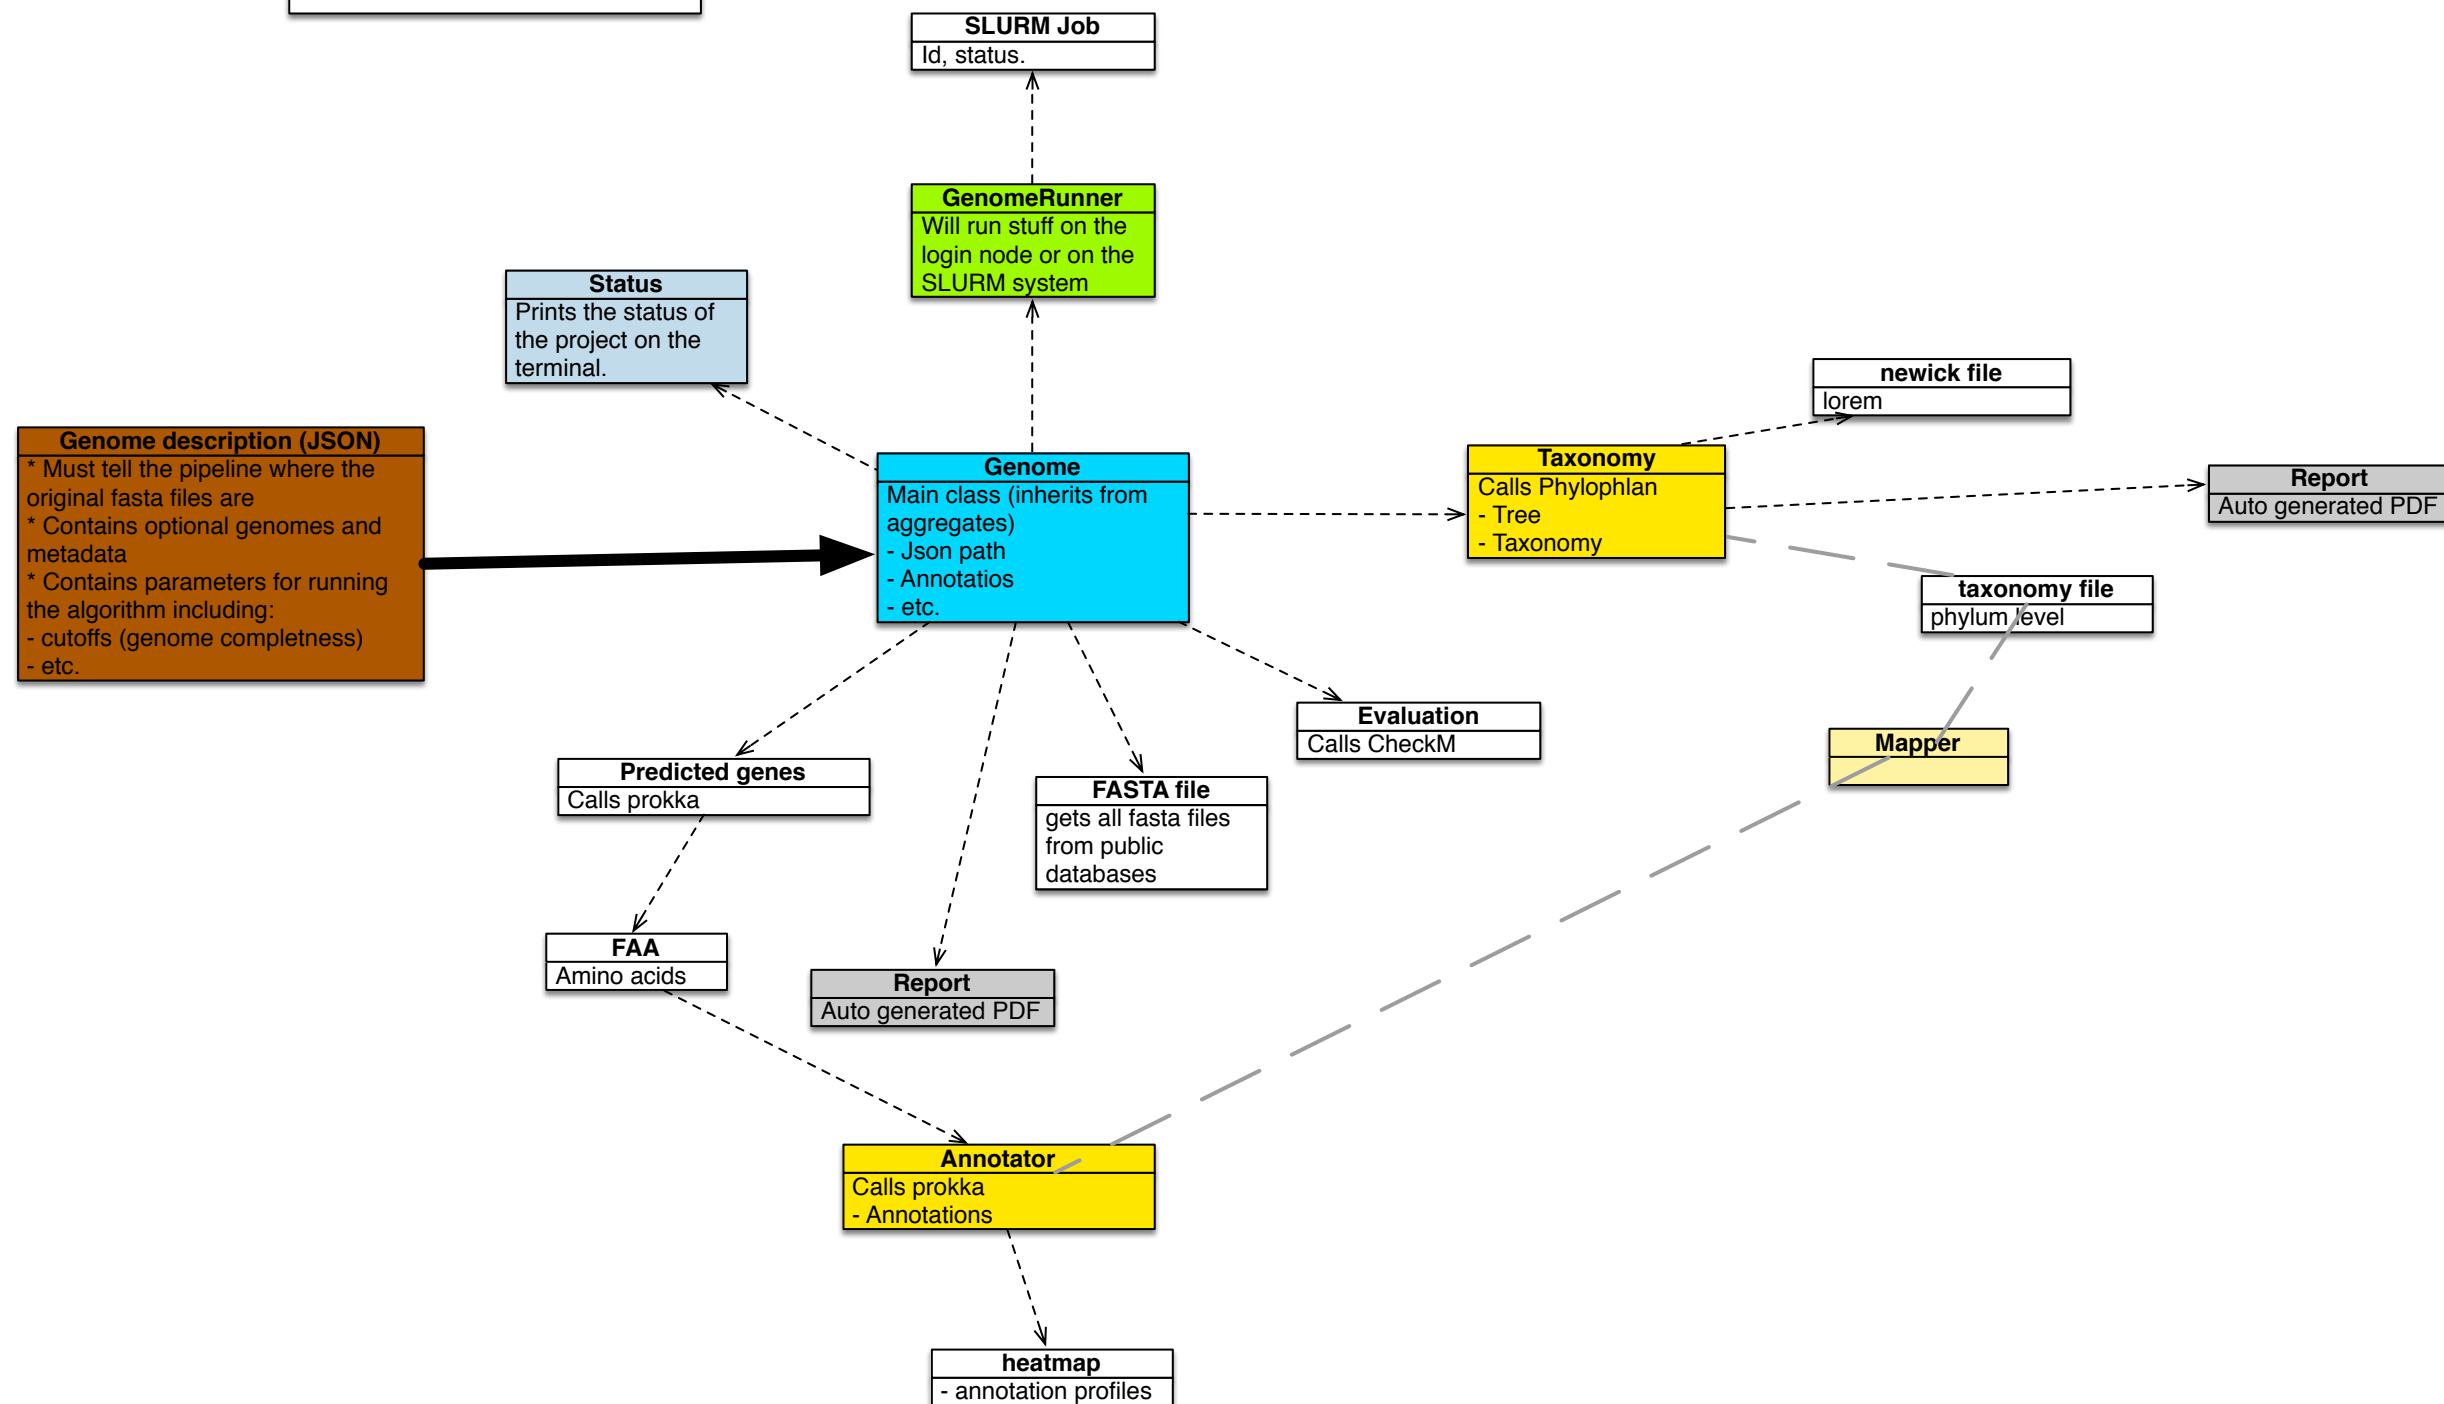 SLURM Job
Id, status.
GenomeRunner
Will run stuff on the
login node or on the
SLURM system
Status
Prints the status of
the project on the
terminal.
newick file
lorem
Genome description (JSON)
* Must tell the pipeline where the
original fasta files are
* Contains optional genomes and
metadata
* Contains parameters for running
the algorithm including:
- cutoffs (genome completness)
- etc.
Genome
Main class (inherits from
aggregates)
- Json path
- Annotatios
- etc.
Taxonomy
Calls Phylophlan
- Tree
- Taxonomy
Report
Auto generated PDF
taxonomy file
phylum level
Evaluation
Calls CheckM
Mapper
Predicted genes
Calls prokka
FASTA file
gets all fasta files
from public
databases
FAA
Amino acids
Report
Auto generated PDF
Annotator
Calls prokka
- Annotations
heatmap
- annotation profiles